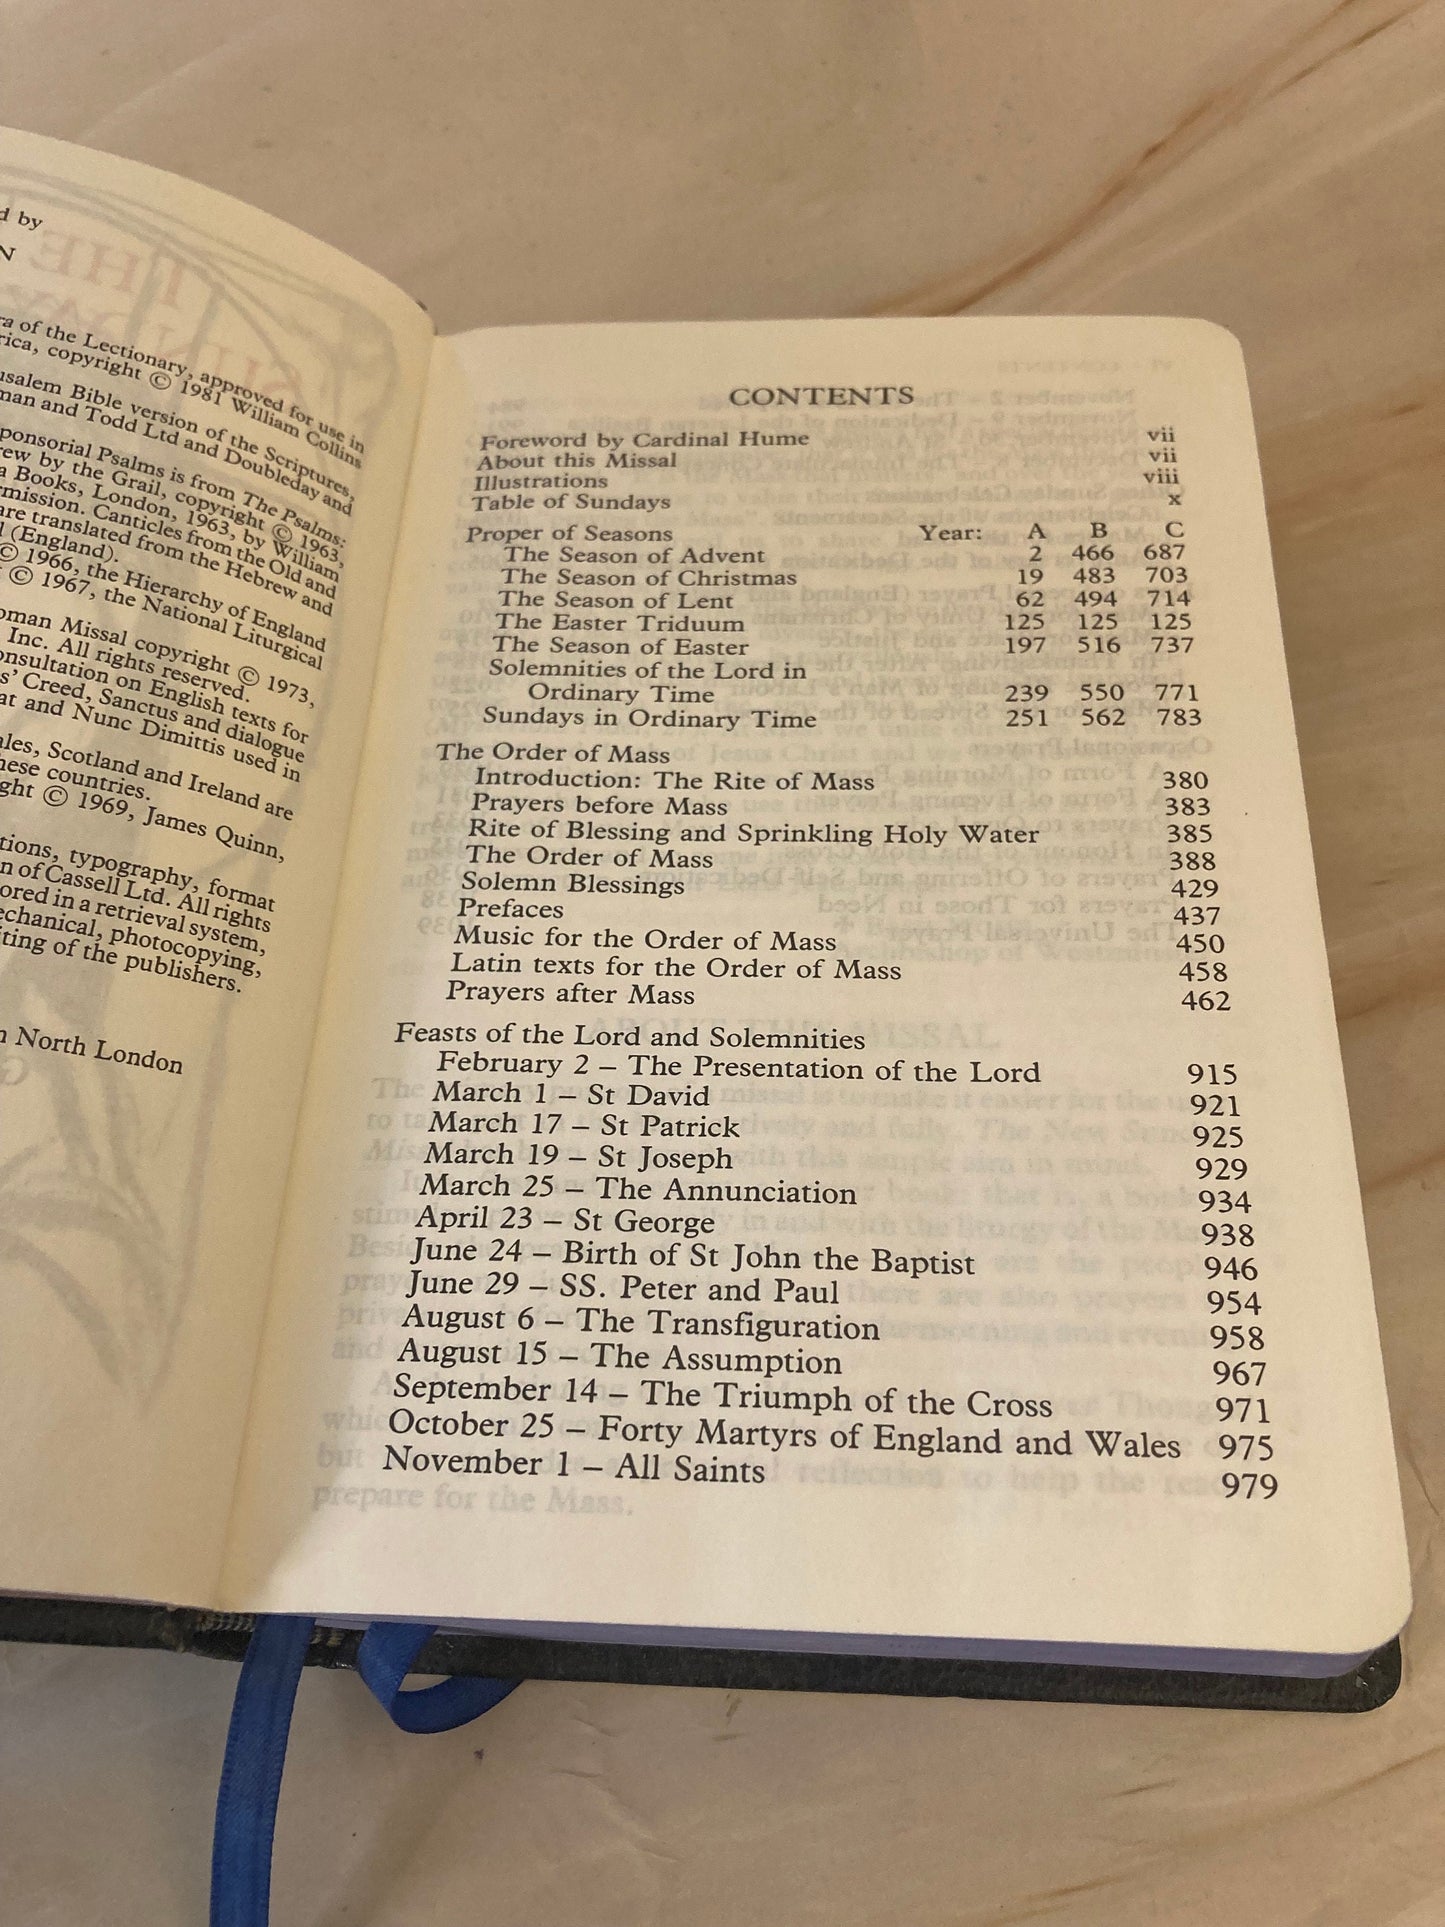 d by
N
ra of the Lectionary, approved for use in
rica, copyright © 1981 William Collins
usalem Bible version of the Scriptures,
man and Todd Ltd and Doubleday and
ponsorial Psalms is from The Psalms:
rew by the Grail, copyright © 1963,
a Books, London, 1963, by William
rmission. Canticles from the Old and
are translated from the Hebrew and
l (England).
© 1966, the Hierarchy of England
© 1967, the National Liturgical
oman Missal copyright © 1973,
Inc. All rights reserved.
onsultation on English texts for
s' Creed, Sanctus and dialogue
at and Nunc Dimittis used in
ales, Scotland and Ireland are
hese countries.
ght © 1969, James Quinn,
tions, typography, format
n of Cassell Ltd. All rights
ored in a retrieval system,
echanical, photocopying,
iting of the publishers.
n North London
CONTENTS
Foreword by Cardinal Hume vii
About this Missal vii
Illustrations viii
Table of Sundays x
Proper of Seasons Year: A B C
The Season of Advent 2 466 687
The Season of Christmas 19 483 703
The Season of Lent 62 494 714
The Easter Triduum 125 125 125
The Season of Easter 197 516 737
Solemnities of the Lord in
Ordinary Time 239 550 771
Sundays in Ordinary Time 251 562 783
The Order of Mass
Introduction: The Rite of Mass 380
Prayers before Mass 383
Rite of Blessing and Sprinkling Holy Water 385
The Order of Mass 388
Solemn Blessings 429
Prefaces 437
Music for the Order of Mass 450
Latin texts for the Order of Mass 458
Prayers after Mass 462
Feasts of the Lord and Solemnities
February 2 – The Presentation of the Lord 915
March 1 – St David 921
March 17 – St Patrick 925
March 19 – St Joseph 929
March 25 – The Annunciation 934
April 23 – St George 938
June 24 – Birth of St John the Baptist 946
June 29 – SS. Peter and Paul 954
August 6 – The Transfiguration 958
August 15 – The Assumption 967
September 14 – The Triumph of the Cross 971
October 25 – Forty Martyrs of England and Wales 975
November 1 – All Saints 979